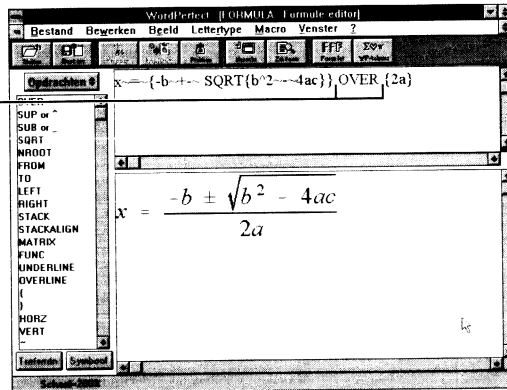 WordPerfect - [FORMULA - Formule-editor]
Bestand Bewerken Beeld Lettertype Macro Venster ?
Opdrachten
x~=~{-b~+-~ SQRT{b^2~-~4ac}} OVER {2a}
OVER
SUP or ^
SUB or _
SQRT
NROOT
FROM
TO
LEFT
RIGHT
STACK
STACKALIGN
MATRIX
FUNC
UNDERLINE
OVERLINE
{
}
HORZ
VERT
~
x = -b ± √b² - 4ac
2a
Symbool